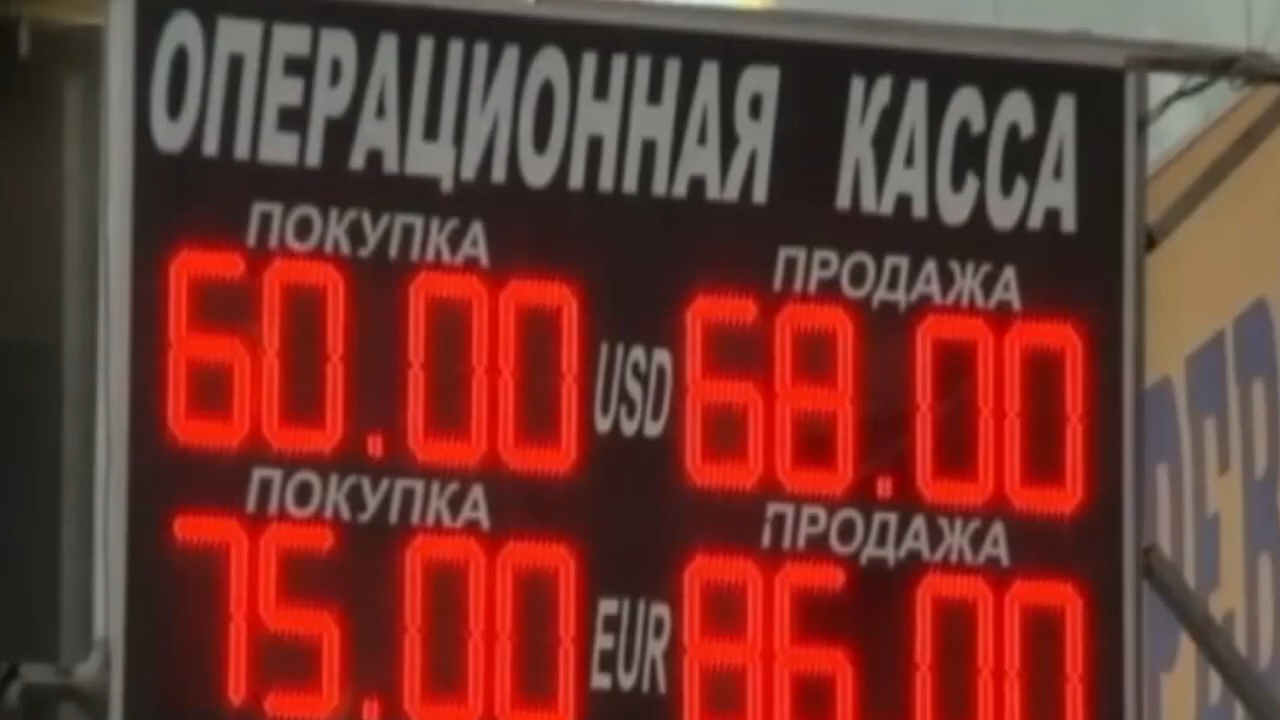 ОПЕРАЦИОННАЯ КАССА
ПОКУПКА ПРОДАЖА
60.00 USD 68.00
ПОКУПКА ПРОДАЖА
75.00 EUR 86.00